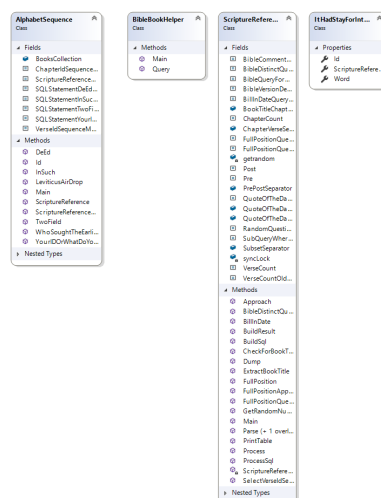 AlphabetSequence
Class
Fields
BooksCollection
ChapterIdSequence...
ScriptureReference...
SQLStatementDeEd...
SQLStatementInSuc...
SQLStatementTwoFi...
SQLStatementYourI...
VerseIdSequenceM...
Methods
DeEd
Id
InSuch
LeviticusAirDrop
Main
ScriptureReference
ScriptureReference...
TwoField
WhoSoughtTheEarli...
YourIDOrWhatDoYo...
Nested Types
BibleBookHelper
Class
Methods
Main
Query
ScriptureRefere...
Class
Fields
BibleComment...
BibleDistinctQu...
BibleQueryFor...
BibleVersionDe...
BillInDateQuery...
BookTitleChapt...
ChapterCount
ChapterVerseSe...
FullPositionQue...
FullPositionQue...
getrandom
Post
Pre
PrePostSeparator
QuoteOfTheDa...
QuoteOfTheDa...
QuoteOfTheDa...
RandomQuesti...
SubQueryWher...
SubsetSeparator
syncLock
VerseCount
VerseCountOld...
Methods
Approach
BibleDistinctQu...
BillInDate
BuildResult
BuildSql
CheckForBookT...
Dump
ExtractBookTitle
FullPosition
FullPositionApp...
FullPositionQue...
GetRandomNu...
Main
Parse (+ 1 overl...
PrintTable
Process
ProcessSql
ScriptureRefere...
SelectVerseIdSe...
Nested Types
ItHadStayForInt...
Class
Properties
Id
ScriptureRefere...
Word